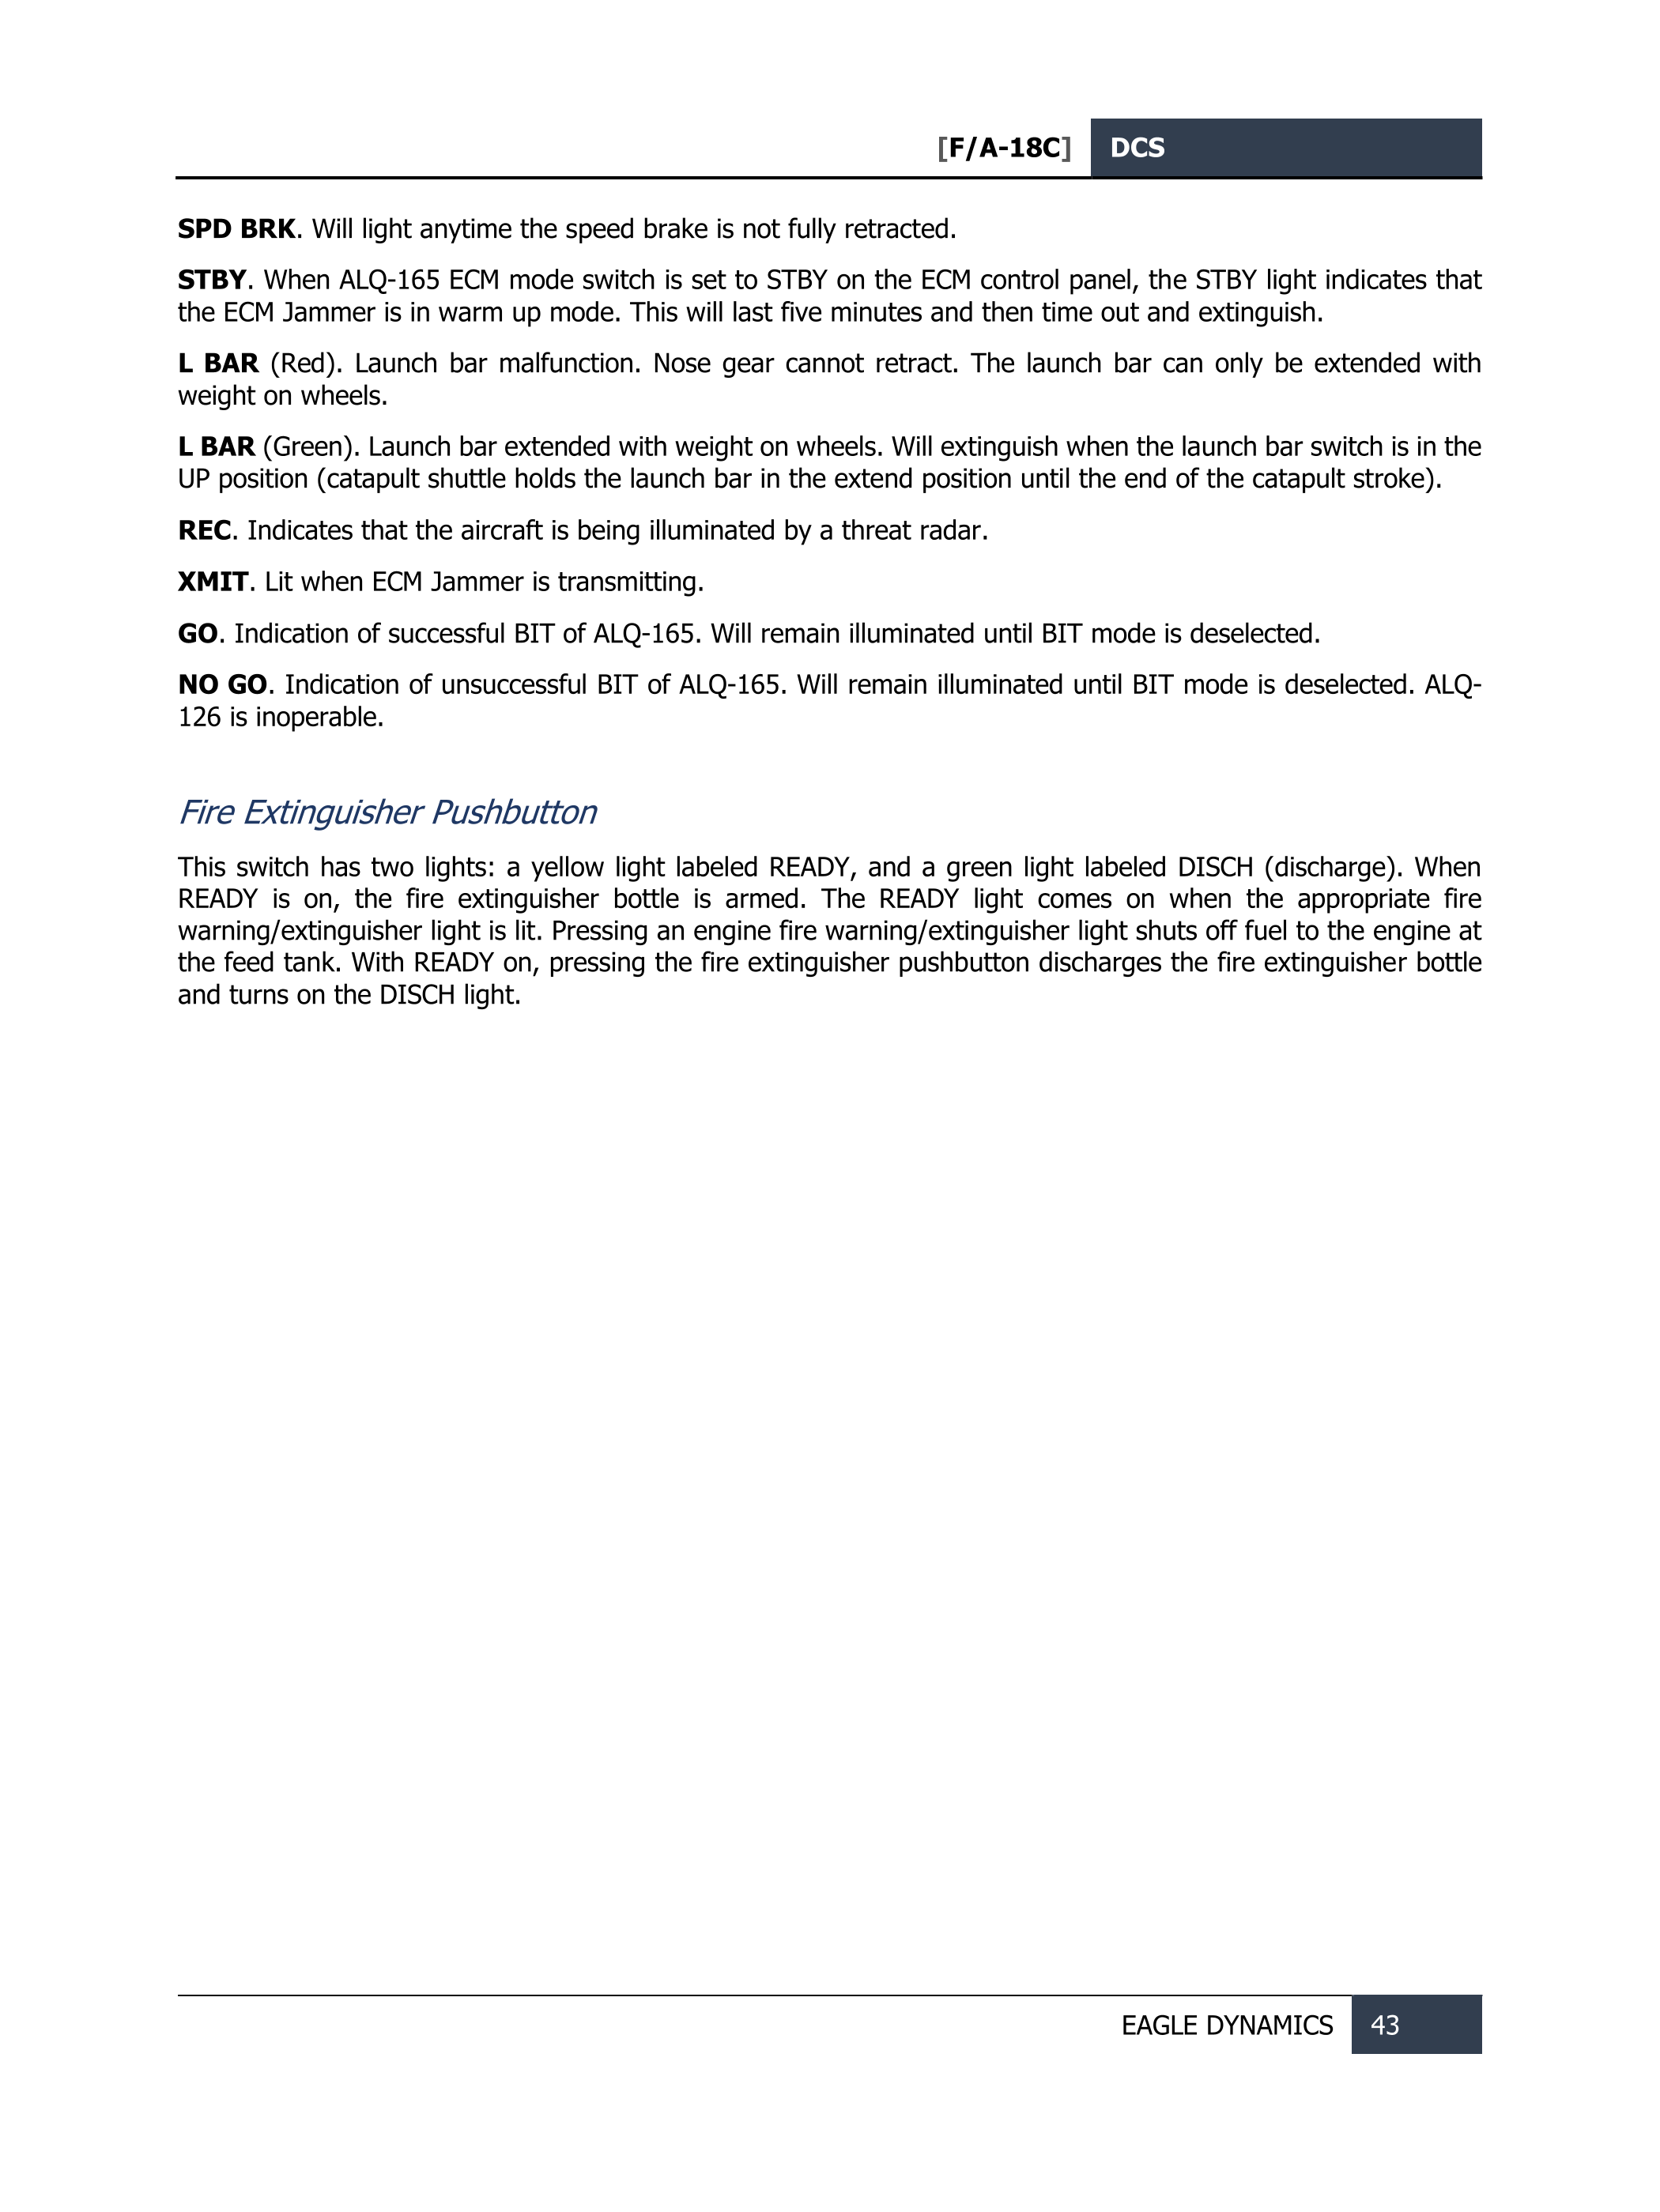 [F/A-18C] DCS
SPD BRK. Will light anytime the speed brake is not fully retracted.
STBY. When ALQ-165 ECM mode switch is set to STBY on the ECM control panel, the STBY light indicates that
the ECM Jammer is in warm up mode. This will last five minutes and then time out and extinguish.
L BAR (Red). Launch bar malfunction. Nose gear cannot retract. The launch bar can only be extended with
weight on wheels.
L BAR (Green). Launch bar extended with weight on wheels. Will extinguish when the launch bar switch is in the
UP position (catapult shuttle holds the launch bar in the extend position until the end of the catapult stroke).
REC. Indicates that the aircraft is being illuminated by a threat radar.
XMIT. Lit when ECM Jammer is transmitting.
GO. Indication of successful BIT of ALQ-165. Will remain illuminated until BIT mode is deselected.
NO GO. Indication of unsuccessful BIT of ALQ-165. Will remain illuminated until BIT mode is deselected. ALQ-
126 is inoperable.
Fire Extinguisher Pushbutton
This switch has two lights: a yellow light labeled READY, and a green light labeled DISCH (discharge). When
READY is on, the fire extinguisher bottle is armed. The READY light comes on when the appropriate fire
warning/extinguisher light is lit. Pressing an engine fire warning/extinguisher light shuts off fuel to the engine at
the feed tank. With READY on, pressing the fire extinguisher pushbutton discharges the fire extinguisher bottle
and turns on the DISCH light.
EAGLE DYNAMICS 43